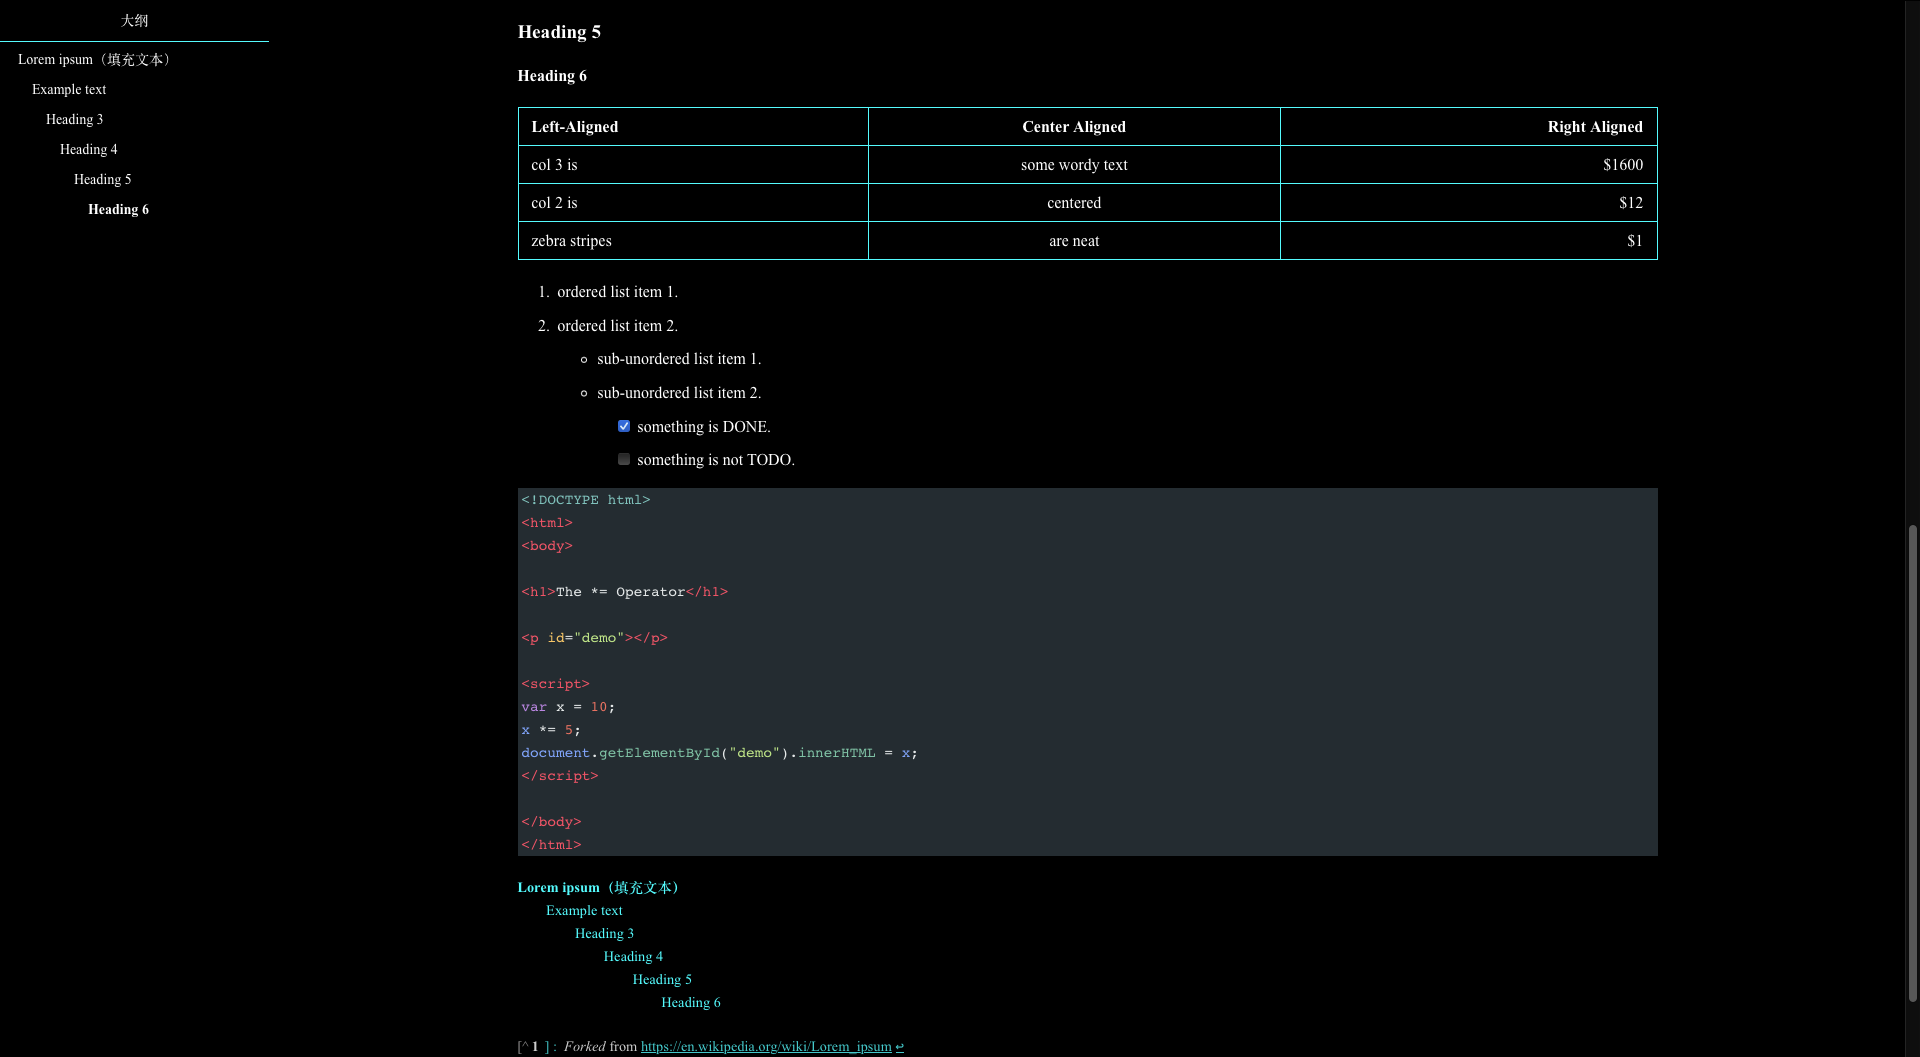 大纲
Lorem ipsum（填充文本）
Example text
Heading 3
Heading 4
Heading 5
Heading 6
Heading 5
Heading 6
Left-Aligned Center Aligned Right Aligned
col 3 is some wordy text $1600
col 2 is centered $12
zebra stripes are neat $1
1. ordered list item 1.
2. ordered list item 2.
sub-unordered list item 1.
sub-unordered list item 2.
something is DONE.
something is not TODO.
<!DOCTYPE html>
<html>
<body>
<h1>The *= Operator</h1>
<p id="demo"></p>
<script>
var x = 10;
x *= 5;
document.getElementById("demo").innerHTML = x;
</script>
</body>
</html>
Lorem ipsum（填充文本）
Example text
Heading 3
Heading 4
Heading 5
Heading 6
[^ 1 ] : Forked from https://en.wikipedia.org/wiki/Lorem_ipsum ↩